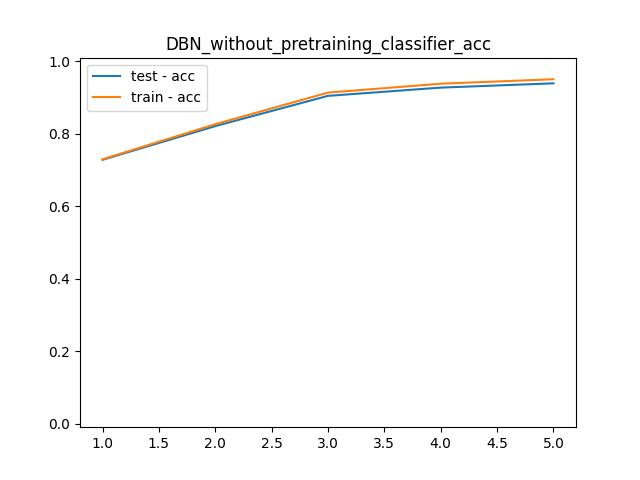 DBN_without_pretraining_classifier_acc
test - acc
train - acc
1.0
0.8
0.6
0.4
0.2
0.0
1.0 1.5 2.0 2.5 3.0 3.5 4.0 4.5 5.0